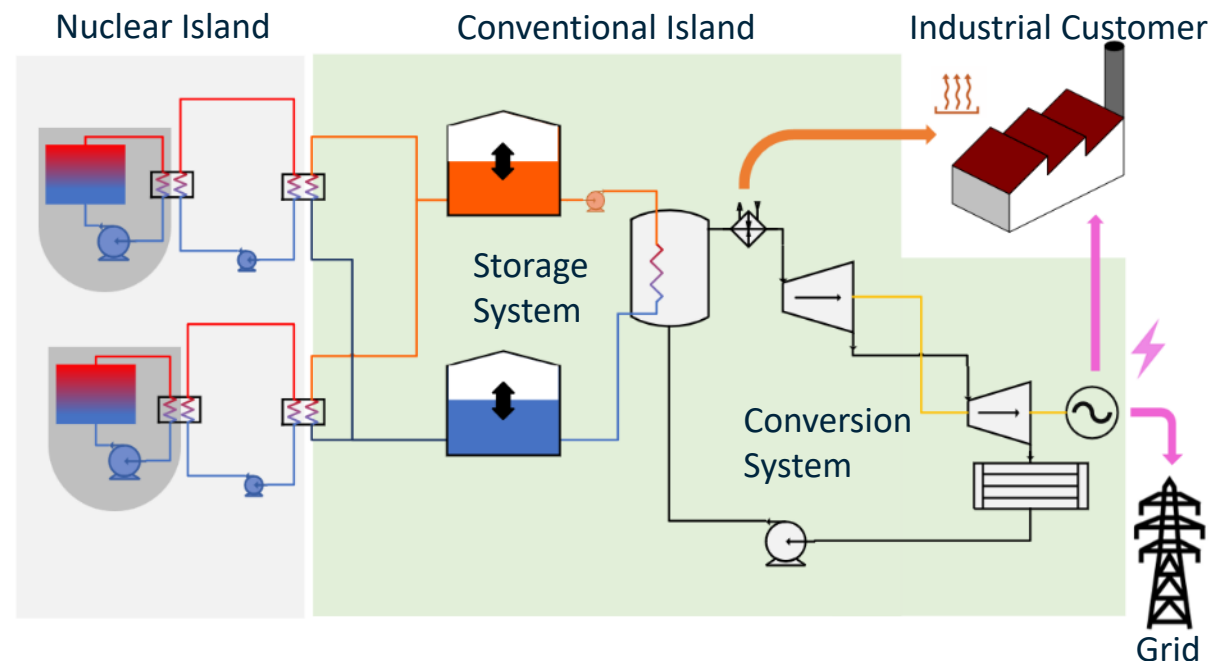 Nuclear Island
Conventional Island
Industrial Customer
Storage
System
Conversion
System
Grid